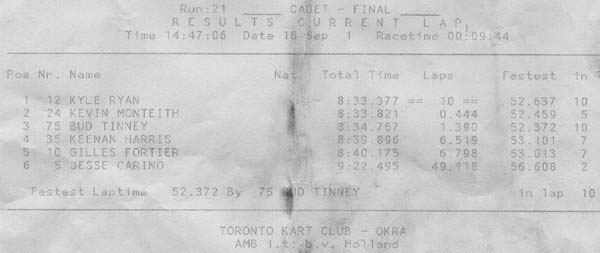 Run:21 CADET - FINAL
RESULTS CURRENT LAP
Time 14:47:06 Date 16 Sep 1 Racetime 00:09:44
Pos Nr. Name Nat. Total Time Laps Fastest in
1 12 KYLE RYAN 8:33.377 == 10 == 52.637 10
2 24 KEVIN MONTEITH 8:33.821 0.444 52.459 5
3 75 BUD TINNEY 8:34.767 1.390 52.372 10
4 35 KEENAN HARRIS 8:39.896 6.519 53.101 7
5 10 GILLES FORTIER 8:40.175 6.798 53.013 7
6 5 JESSE CARINO 9:22.495 49.118 56.608 2
Fastest Laptime 52.372 By 75 BUD TINNEY in lap 10
TORONTO KART CLUB - OKRA
AMB i.t. b.v. Holland